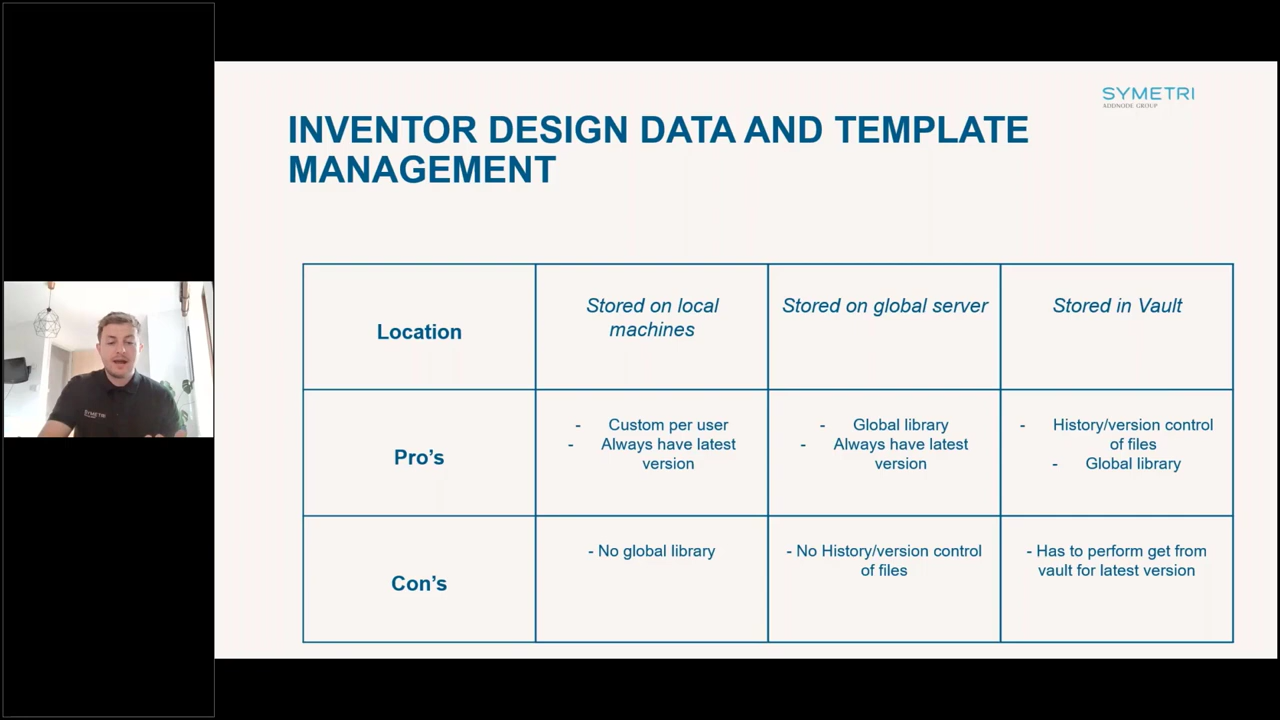 SYMETRI
ADDNODE GROUP
INVENTOR DESIGN DATA AND TEMPLATE
MANAGEMENT
Location
Stored on local
machines
Stored on global server
Stored in Vault
Pro's
- Custom per user
- Always have latest
version
- Global library
- Always have latest
version
- History/version control
of files
- Global library
Con's
- No global library
- No History/version control
of files
- Has to perform get from
vault for latest version
SYMETRI